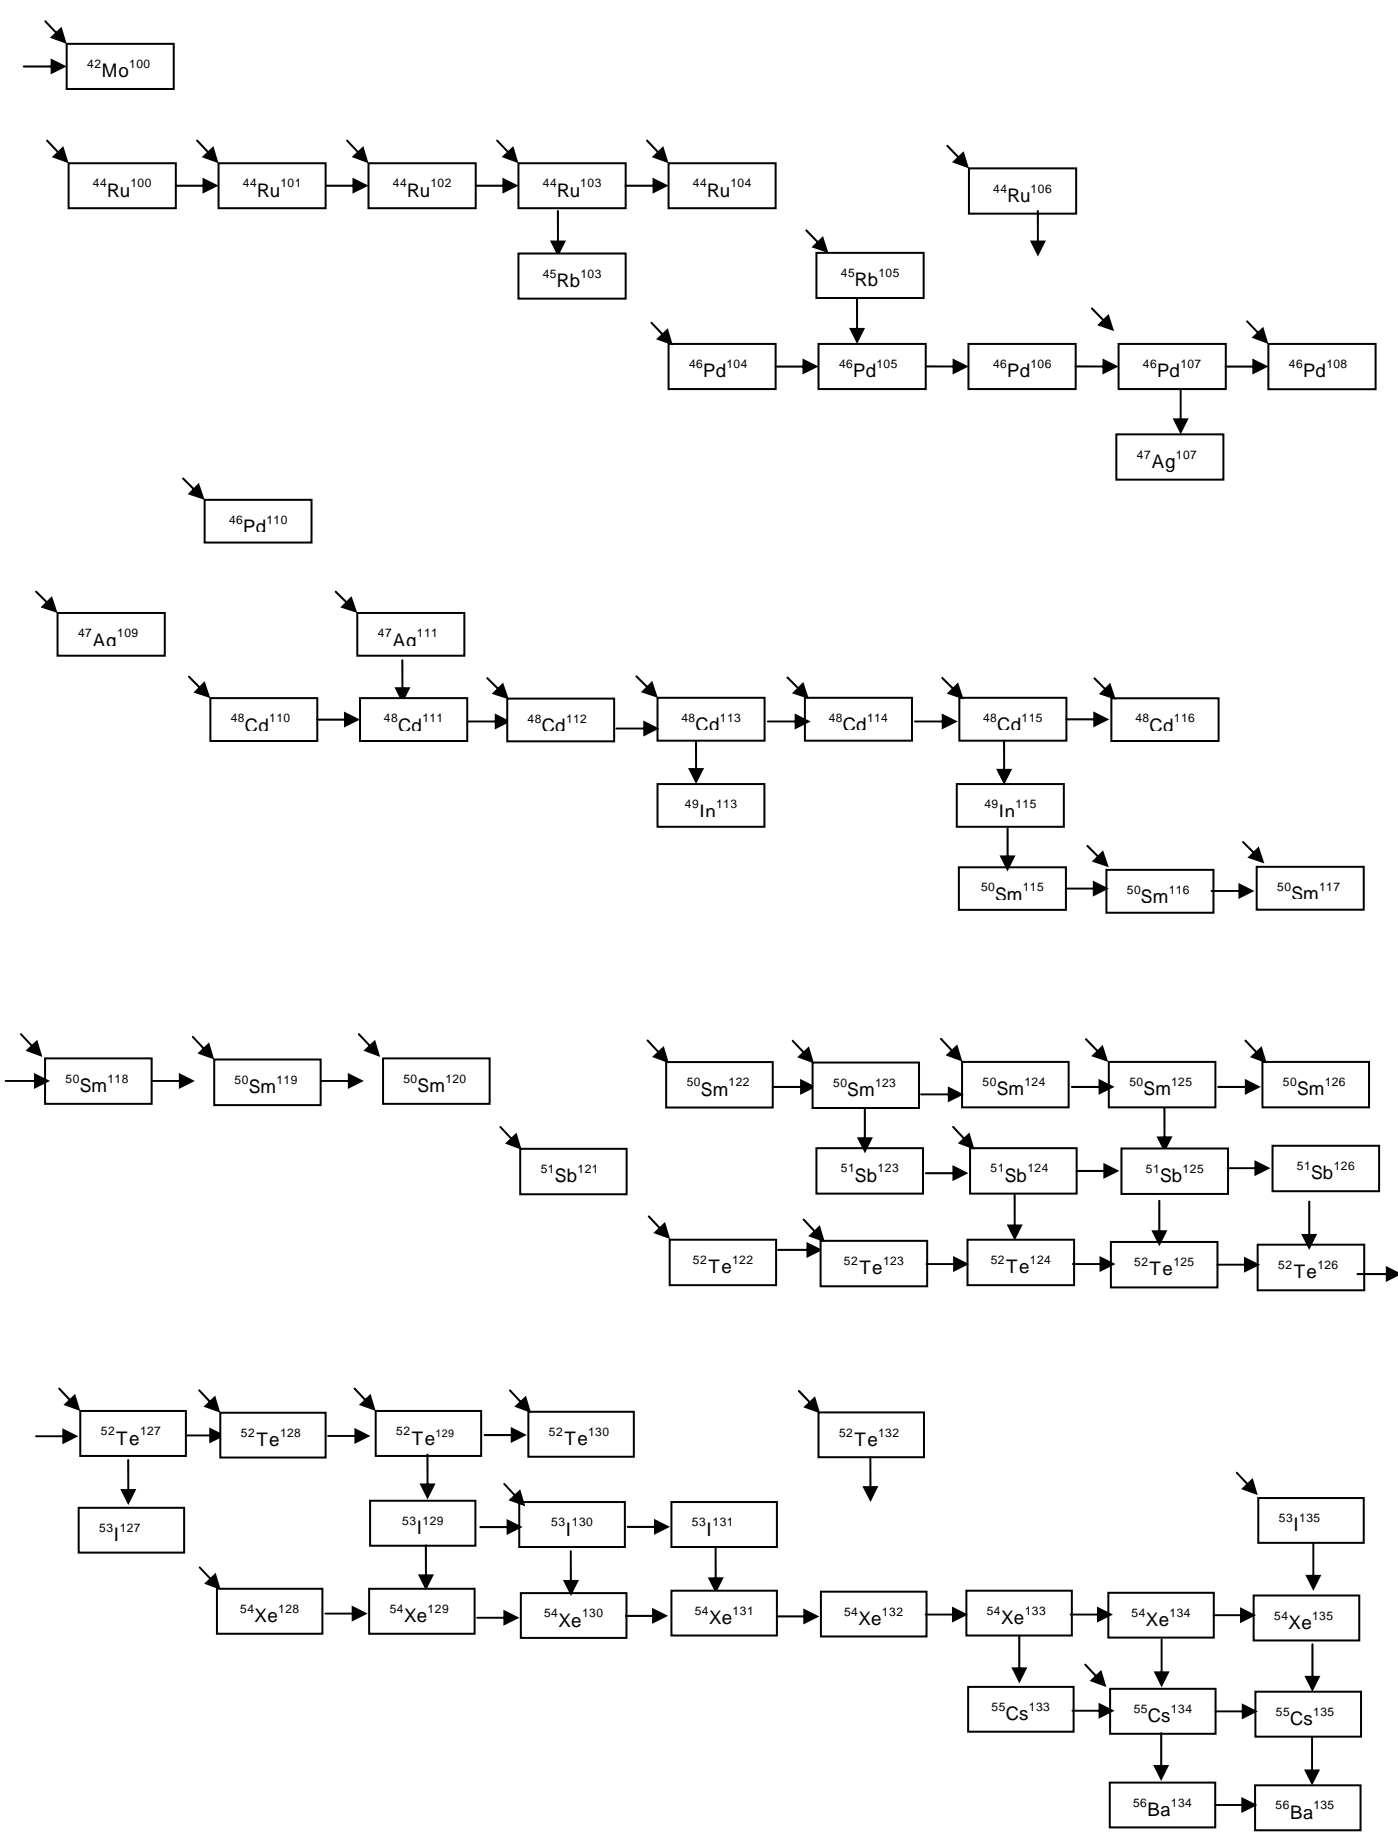 ⁴²Mo¹⁰⁰
⁴⁴Ru¹⁰⁰ ⁴⁴Ru¹⁰¹ ⁴⁴Ru¹⁰² ⁴⁴Ru¹⁰³ ⁴⁴Ru¹⁰⁴ ⁴⁴Ru¹⁰⁶
⁴⁵Rb¹⁰³ ⁴⁵Rb¹⁰⁵
⁴⁶Pd¹⁰⁴ ⁴⁶Pd¹⁰⁵ ⁴⁶Pd¹⁰⁶ ⁴⁶Pd¹⁰⁷ ⁴⁶Pd¹⁰⁸
⁴⁷Ag¹⁰⁷
⁴⁶Pd¹¹⁰
⁴⁷Ag¹⁰⁹ ⁴⁷Ag¹¹¹
⁴⁸Cd¹¹⁰ ⁴⁸Cd¹¹¹ ⁴⁸Cd¹¹² ⁴⁸Cd¹¹³ ⁴⁸Cd¹¹⁴ ⁴⁸Cd¹¹⁵ ⁴⁸Cd¹¹⁶
⁴⁹In¹¹³ ⁴⁹In¹¹⁵
⁵⁰Sm¹¹⁵ ⁵⁰Sm¹¹⁶ ⁵⁰Sm¹¹⁷
⁵⁰Sm¹¹⁸ ⁵⁰Sm¹¹⁹ ⁵⁰Sm¹²⁰ ⁵⁰Sm¹²² ⁵⁰Sm¹²³ ⁵⁰Sm¹²⁴ ⁵⁰Sm¹²⁵ ⁵⁰Sm¹²⁶
⁵¹Sb¹²¹ ⁵¹Sb¹²³ ⁵¹Sb¹²⁴ ⁵¹Sb¹²⁵ ⁵¹Sb¹²⁶
⁵²Te¹²² ⁵²Te¹²³ ⁵²Te¹²⁴ ⁵²Te¹²⁵ ⁵²Te¹²⁶
⁵²Te¹²⁷ ⁵²Te¹²⁸ ⁵²Te¹²⁹ ⁵²Te¹³⁰ ⁵²Te¹³²
⁵³I¹²⁷ ⁵³I¹²⁹ ⁵³I¹³⁰ ⁵³I¹³¹ ⁵³I¹³⁵
⁵⁴Xe¹²⁸ ⁵⁴Xe¹²⁹ ⁵⁴Xe¹³⁰ ⁵⁴Xe¹³¹ ⁵⁴Xe¹³² ⁵⁴Xe¹³³ ⁵⁴Xe¹³⁴ ⁵⁴Xe¹³⁵
⁵⁵Cs¹³³ ⁵⁵Cs¹³⁴ ⁵⁵Cs¹³⁵
⁵⁶Ba¹³⁴ ⁵⁶Ba¹³⁵